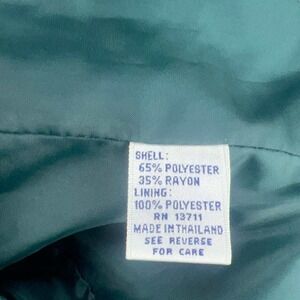 SHELL:
65% POLYESTER
35% RAYON
LINING:
100% POLYESTER
RN 13711
MADE IN THAILAND
SEE REVERSE
FOR CARE